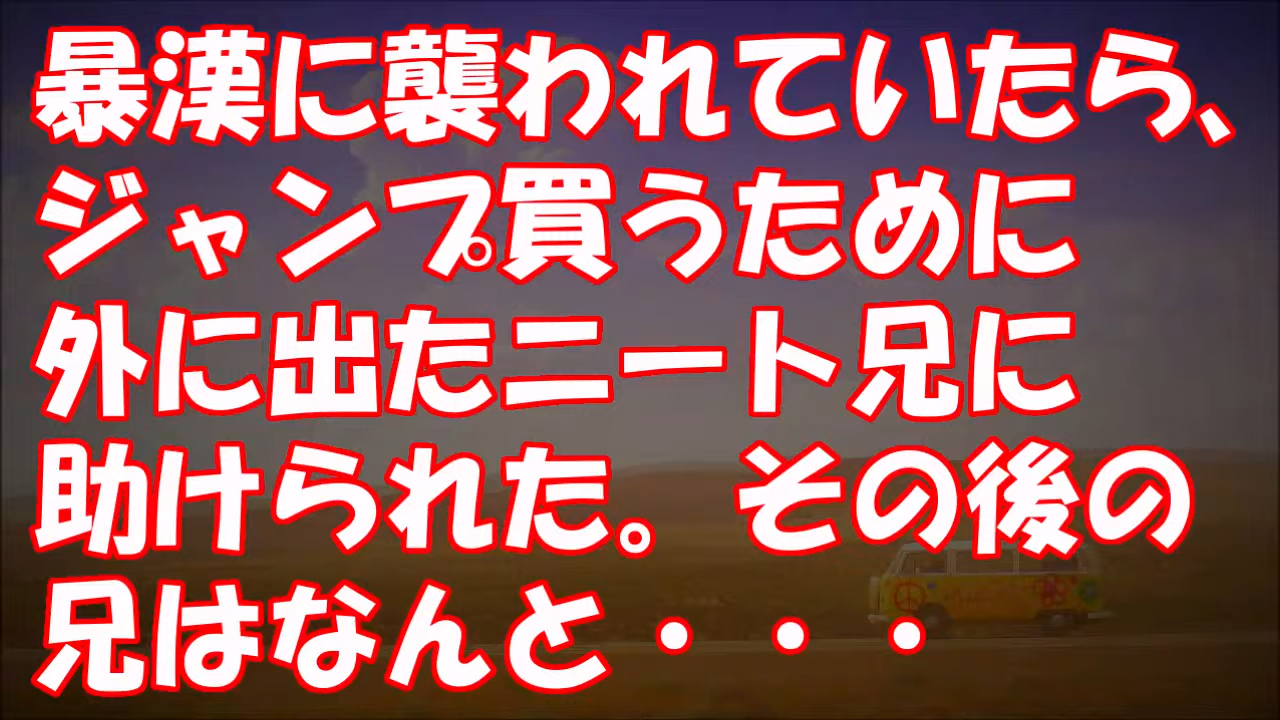 暴漢に襲われていたら、
ジャンプ買うために
外に出たニート兄に
助けられた。その後の
兄はなんと・・・